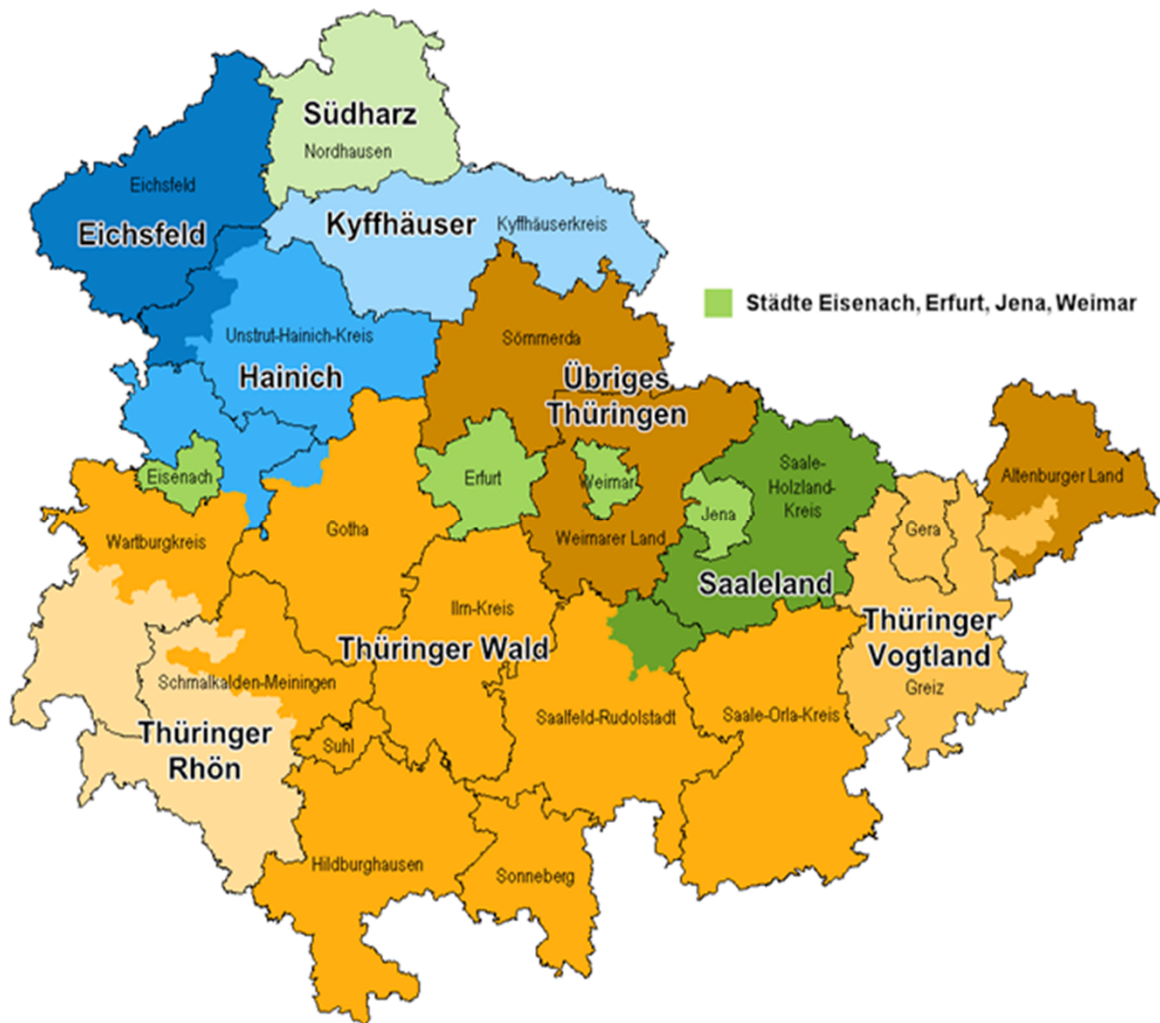 Südharz
Nordhausen
Eichsfeld
Eichsfeld
Kyffhäuser
Kyffhäuserkreis
Städte Eisenach, Erfurt, Jena, Weimar
Unstrut-Hainich-Kreis
Hainich
Sömmerda
Übriges
Thüringen
Eisenach
Erfurt
Weimar
Saale-
Holzland-
Kreis
Altenburger Land
Jena
Gera
Wartburgkreis
Gotha
Weimarer Land
Saaleland
Ilm-Kreis
Thüringer Wald
Thüringer
Vogtland
Greiz
Schmalkalden-Meiningen
Saalfeld-Rudolstadt
Saale-Orla-Kreis
Thüringer
Rhön
Suhl
Hildburghausen
Sonneberg